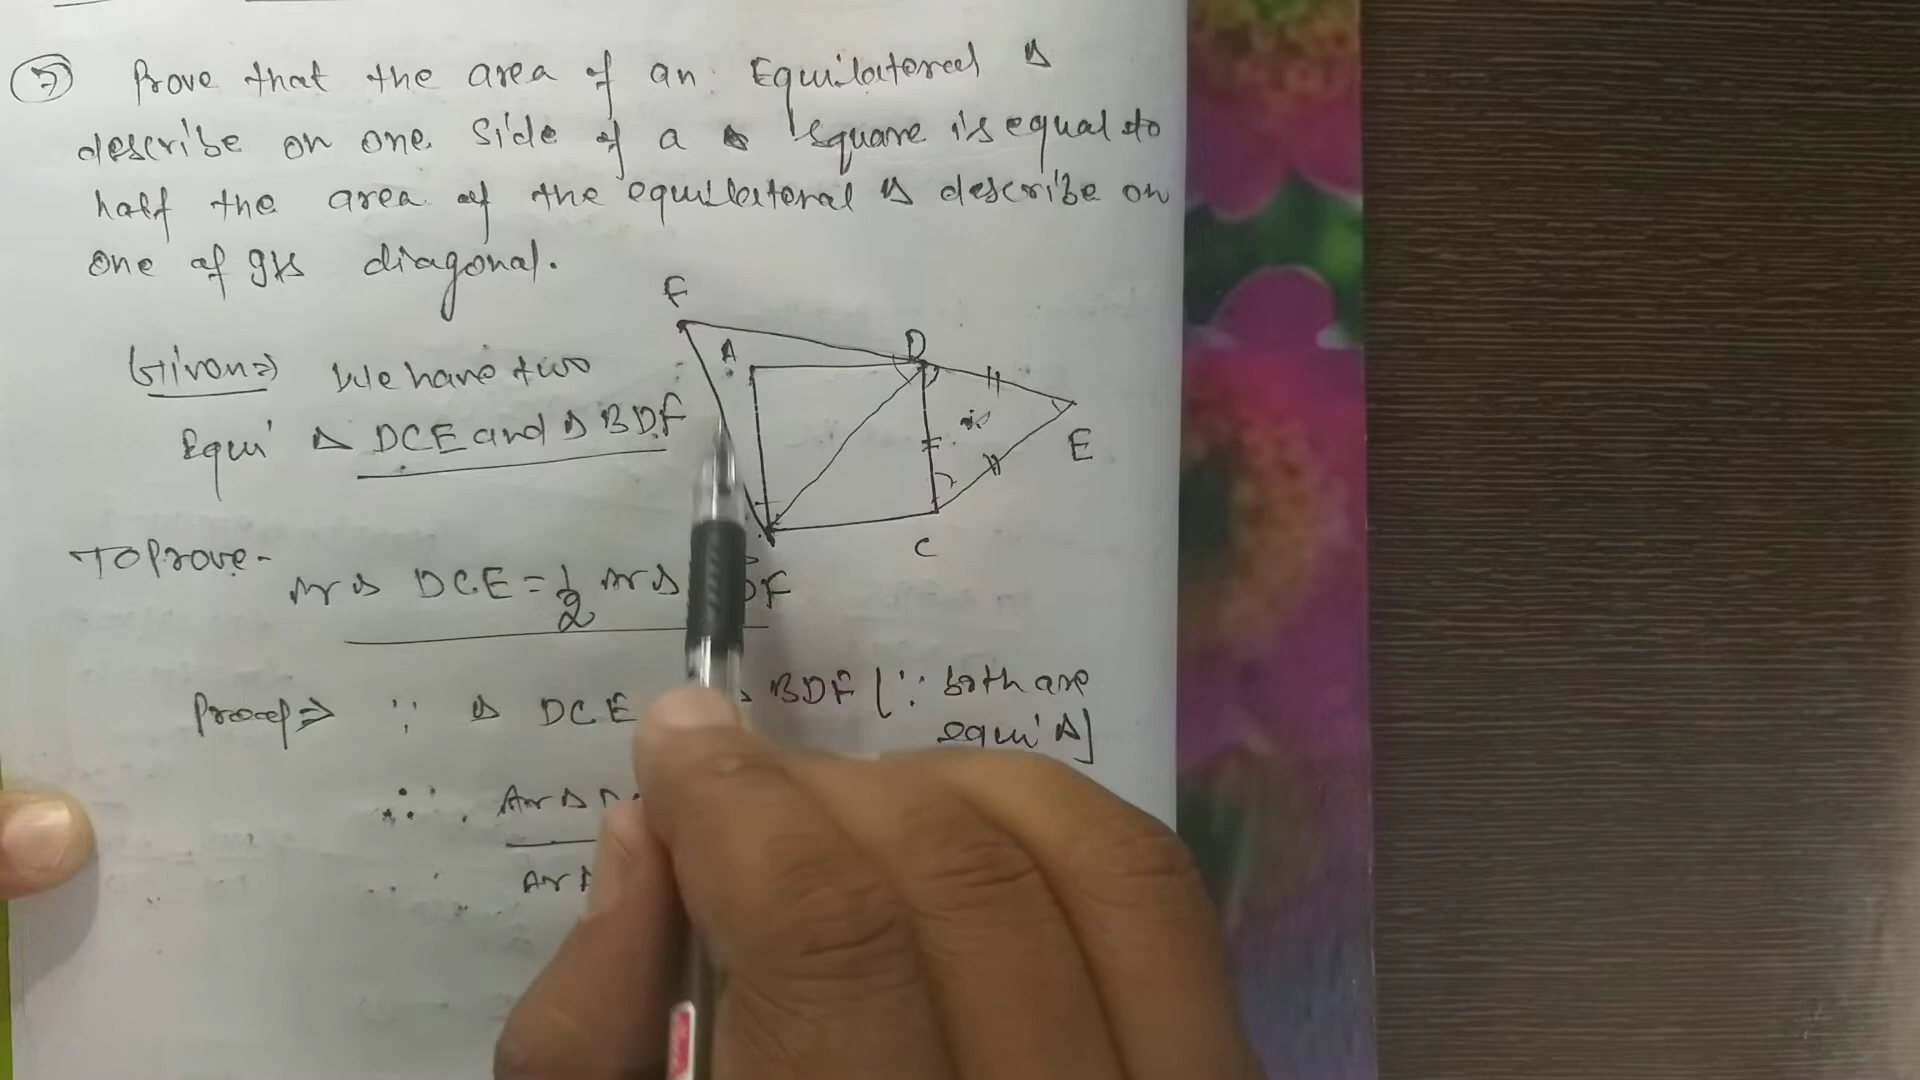 7 Prove that the area of an Equilatereal Δ
describe on one side of a square is equal to
half the area of the equilateral Δ describe on
one of its diagonal.
F
A
D
E
C
Given⇒ We have two
Equi' Δ DCE and Δ BDF
To Prove-
Ar Δ DCE = 1/2 Ar Δ DF
Proof⇒ ∵ Δ DCE Δ BDF [∵ both are
equi' Δ]
∴ Ar Δ D
Ar Δ